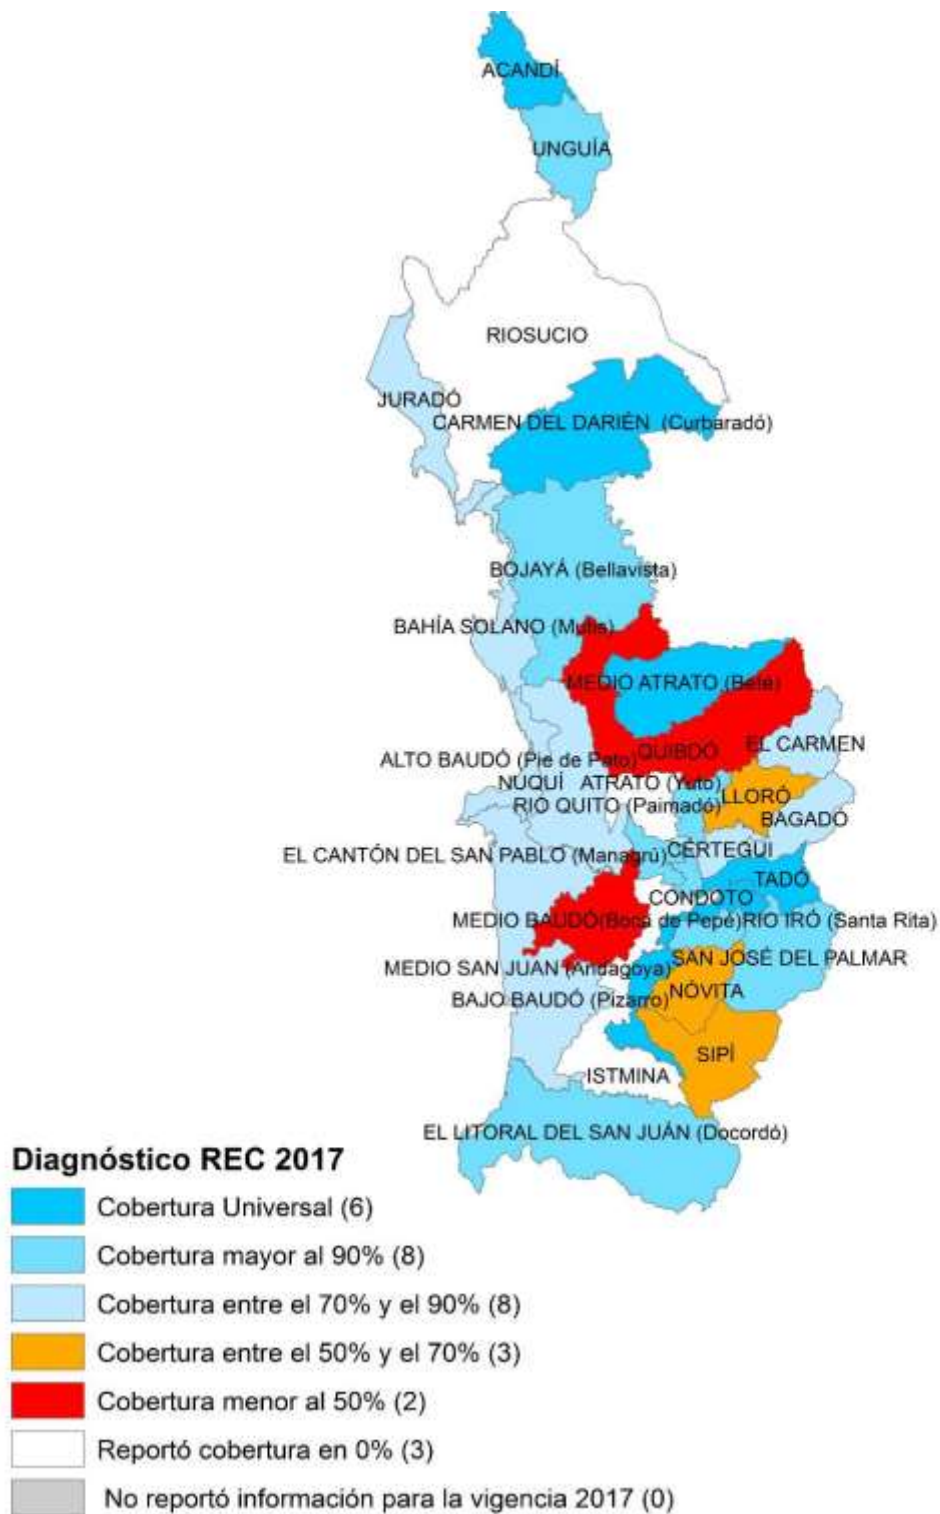 ACANDÍ
UNGUÍA
RIOSUCIO
JURADÓ
CARMEN DEL DARIÉN (Curbaradó)
BOJAYÁ (Bellavista)
BAHÍA SOLANO (Mutis)
MEDIO ATRATO (Bete)
QUIBDÓ
EL CARMEN
ALTO BAUDÓ (Pie de Pato)
NUQUÍ
ATRATO (Yuto)
LLORÓ
RIO QUITO (Paimadó)
BAGADÓ
EL CANTÓN DEL SAN PABLO (Managrú)
CÉRTEGUI
TADÓ
CONDOTO
MEDIO BAUDÓ(Boca de Pepé)
RIO IRÓ (Santa Rita)
SAN JOSÉ DEL PALMAR
MEDIO SAN JUAN (Andagoya)
NÓVITA
BAJO BAUDÓ (Pizarro)
SIPÍ
ISTMINA
EL LITORAL DEL SAN JUÁN (Docordó)
Diagnóstico REC 2017
Cobertura Universal (6)
Cobertura mayor al 90% (8)
Cobertura entre el 70% y el 90% (8)
Cobertura entre el 50% y el 70% (3)
Cobertura menor al 50% (2)
Reportó cobertura en 0% (3)
No reportó información para la vigencia 2017 (0)